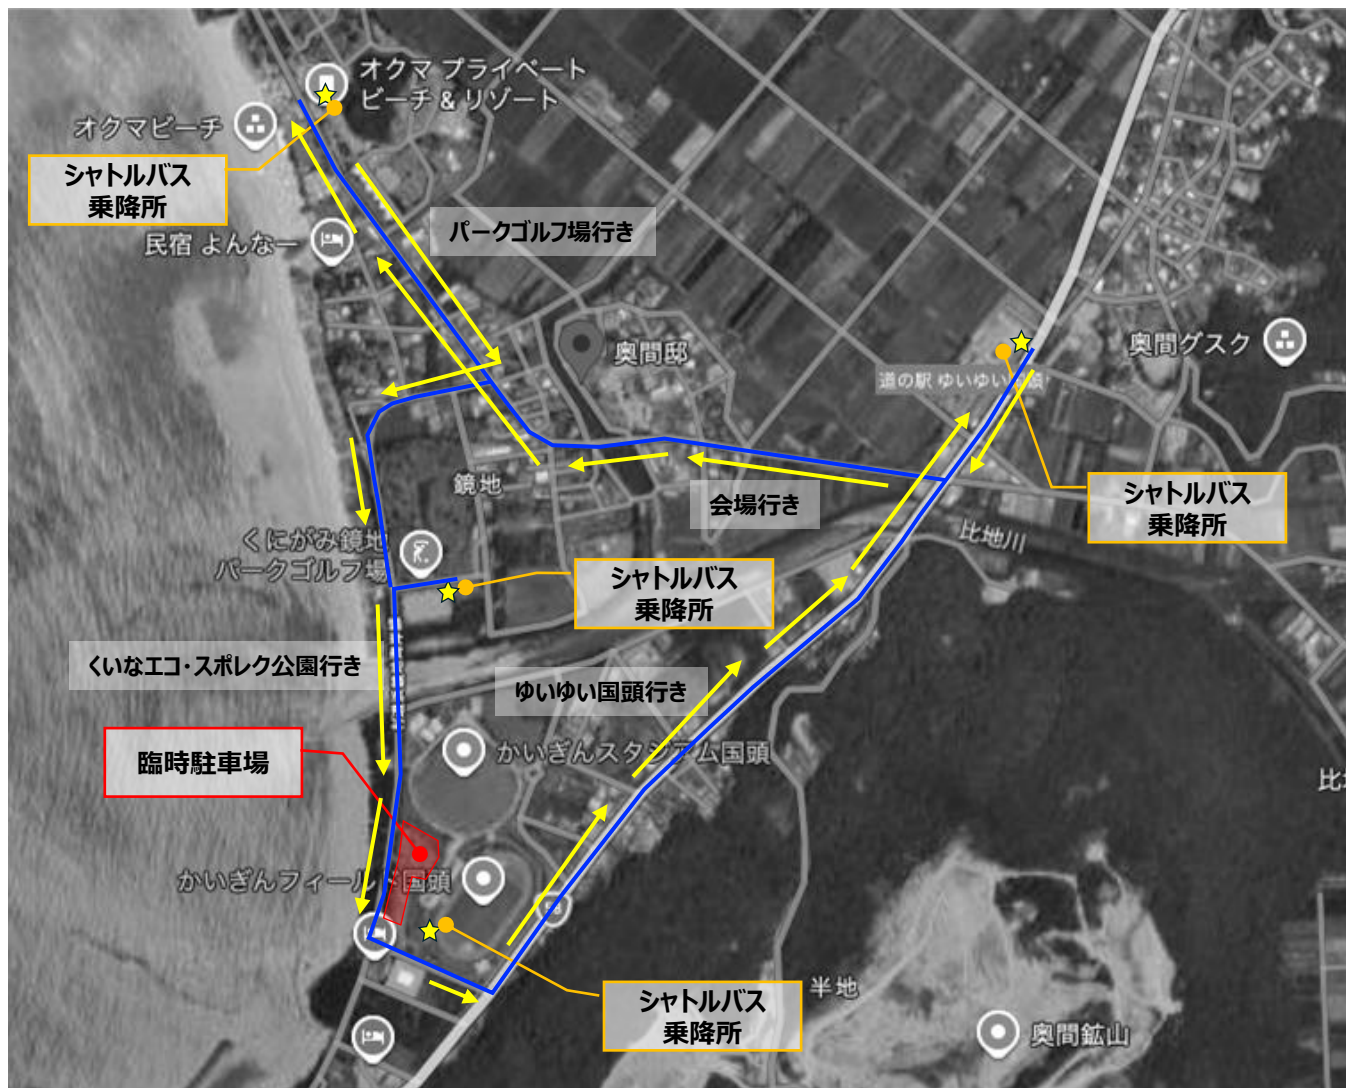 オクマ プライベート
ビーチ & リゾート
オクマビーチ
シャトルバス
乗降所
パークゴルフ場行き
民宿 よんなー
奥間邸
奥間グスク
道の駅 ゆいゆい国頭
鏡地
会場行き
シャトルバス
乗降所
比地川
くにがみ鏡地
パークゴルフ場
シャトルバス
乗降所
くいなエコ・スポレク公園行き
ゆいゆい国頭行き
臨時駐車場
かいぎんスタジアム国頭
比地
かいぎんフィールド国頭
シャトルバス
乗降所
半地
奥間鉱山